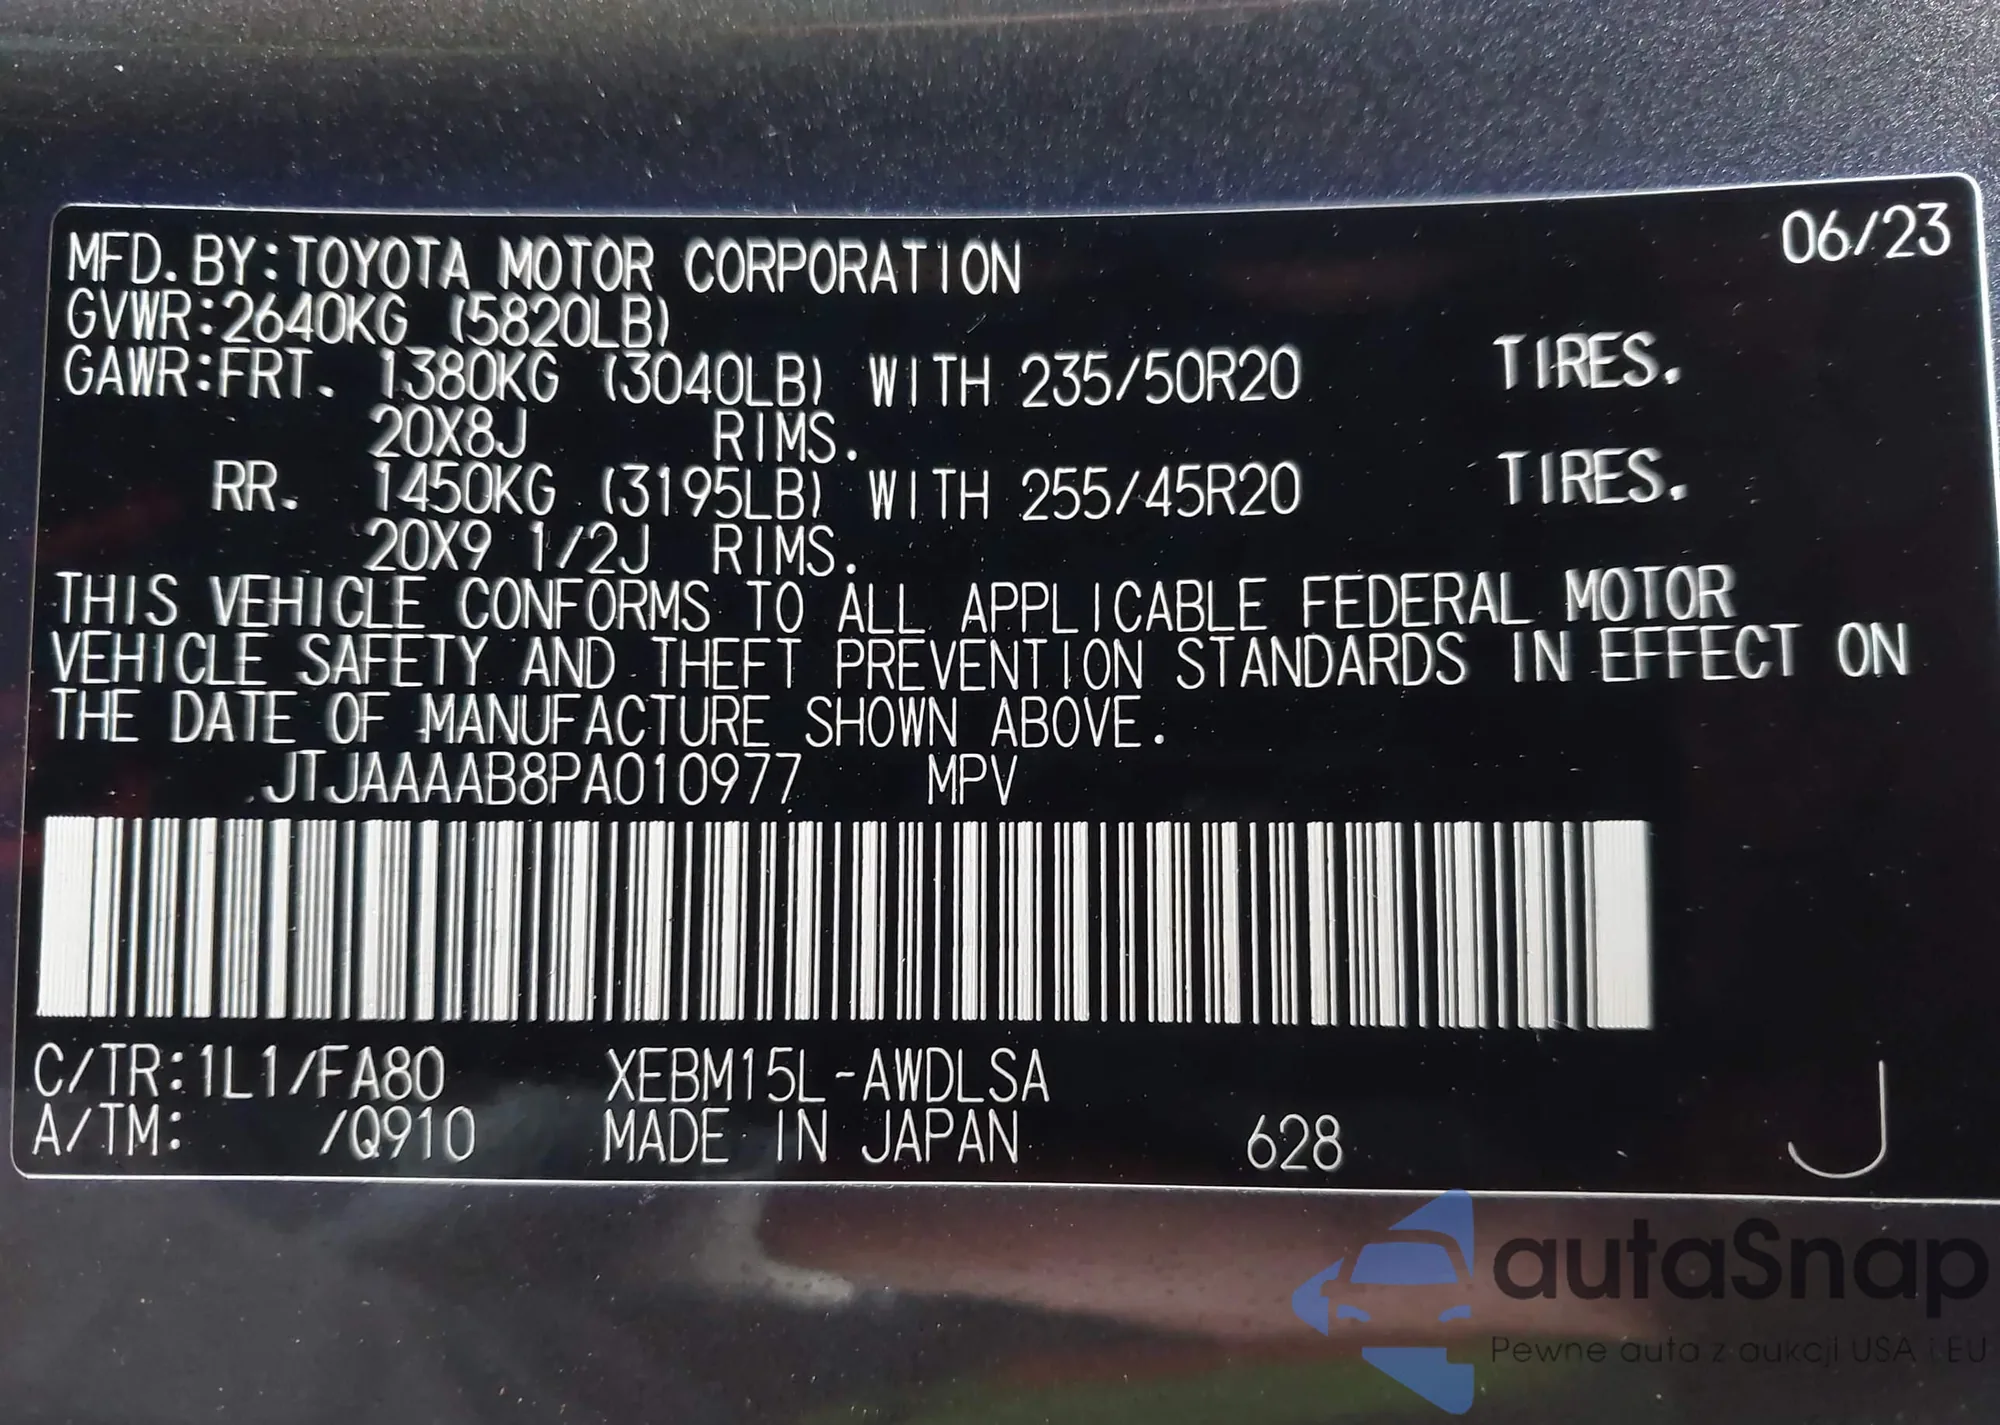 06/23
MFD. BY: TOYOTA MOTOR CORPORATION
GVWR: 2640KG (5820LB)
GAWR: FRT. 1380KG (3040LB) WITH 235/50R20 TIRES.
20X8J RIMS.
RR. 1450KG (3195LB) WITH 255/45R20 TIRES.
20X9 1/2J RIMS.
THIS VEHICLE CONFORMS TO ALL APPLICABLE FEDERAL MOTOR
VEHICLE SAFETY AND THEFT PREVENTION STANDARDS IN EFFECT ON
THE DATE OF MANUFACTURE SHOWN ABOVE.
JTJAAAAB8PA010977 MPV
C/TR: 1L1/FA80 XEBM15L-AWDLSA
A/TM: /Q910 MADE IN JAPAN 628 J
autaSnap
Pewne auta z aukcji USA i EU